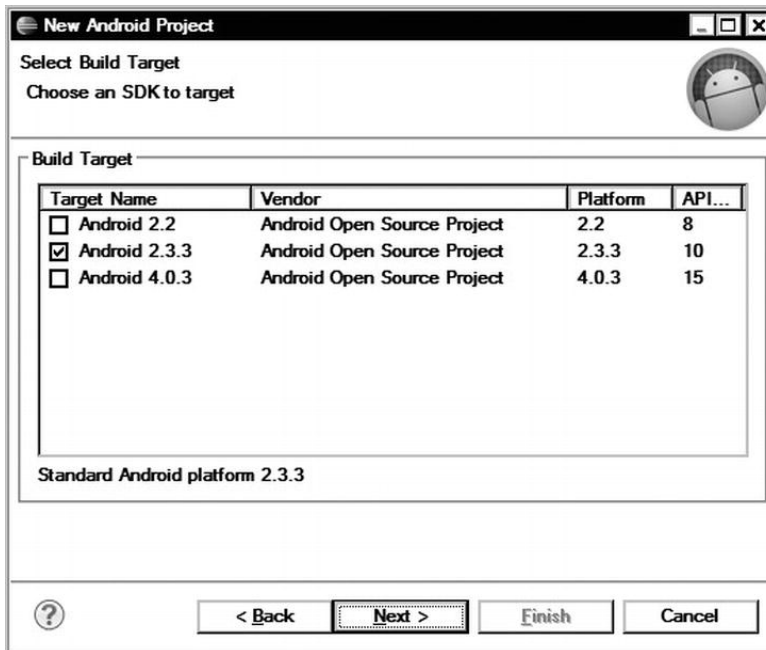 New Android Project
Select Build Target
Choose an SDK to target
Build Target
Target Name Vendor Platform API...
Android 2.2 Android Open Source Project 2.2 8
Android 2.3.3 Android Open Source Project 2.3.3 10
Android 4.0.3 Android Open Source Project 4.0.3 15
Standard Android platform 2.3.3
? < Back Next > Finish Cancel